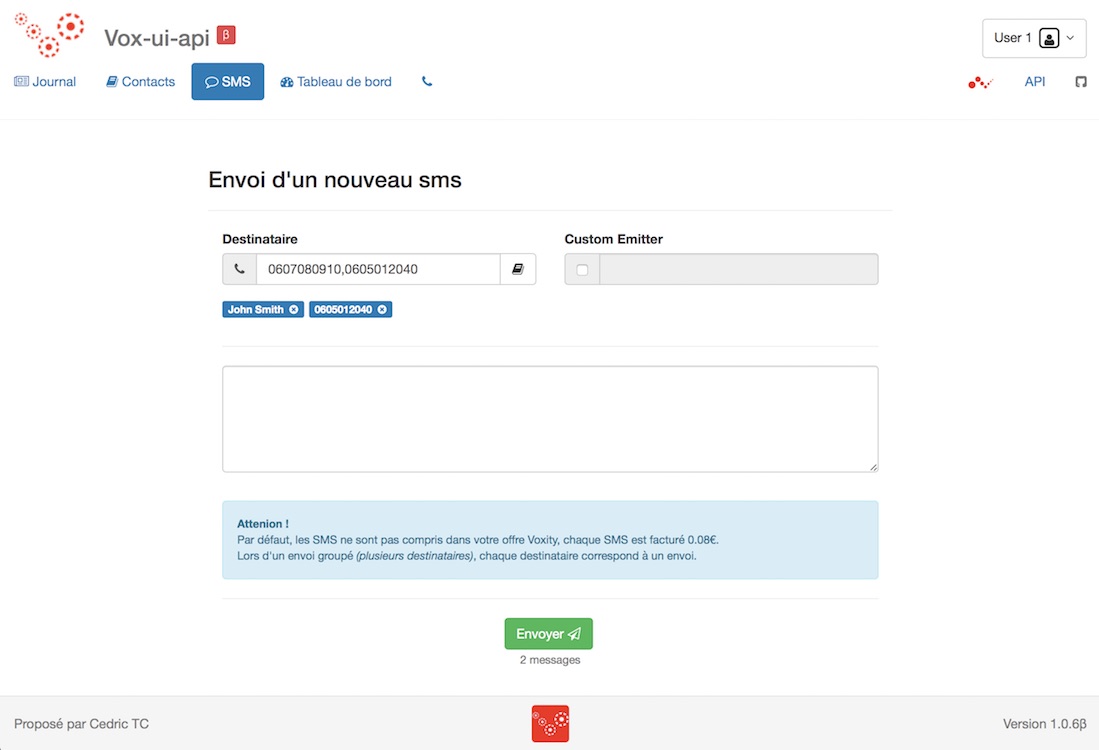 Vox-ui-api β
User 1
Journal Contacts SMS Tableau de bord API
Envoi d'un nouveau sms
Destinataire Custom Emitter
0607080910,0605012040
John Smith 0605012040
Attenion !
Par défaut, les SMS ne sont pas compris dans votre offre Voxity, chaque SMS est facturé 0.08€.
Lors d'un envoi groupé (plusieurs destinataires), chaque destinataire correspond à un envoi.
Envoyer
2 messages
Proposé par Cedric TC Version 1.0.6β